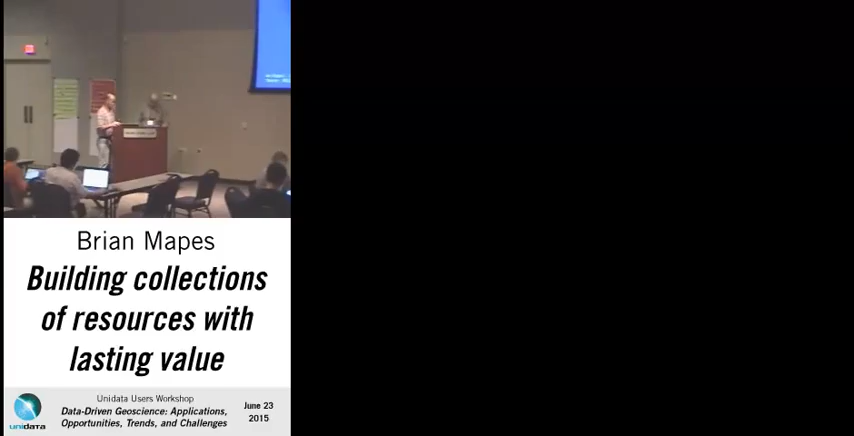 Brian Mapes
Building collections
of resources with
lasting value
Unidata Users Workshop
Data-Driven Geoscience: Applications,
Opportunities, Trends, and Challenges
June 23
2015
unidata